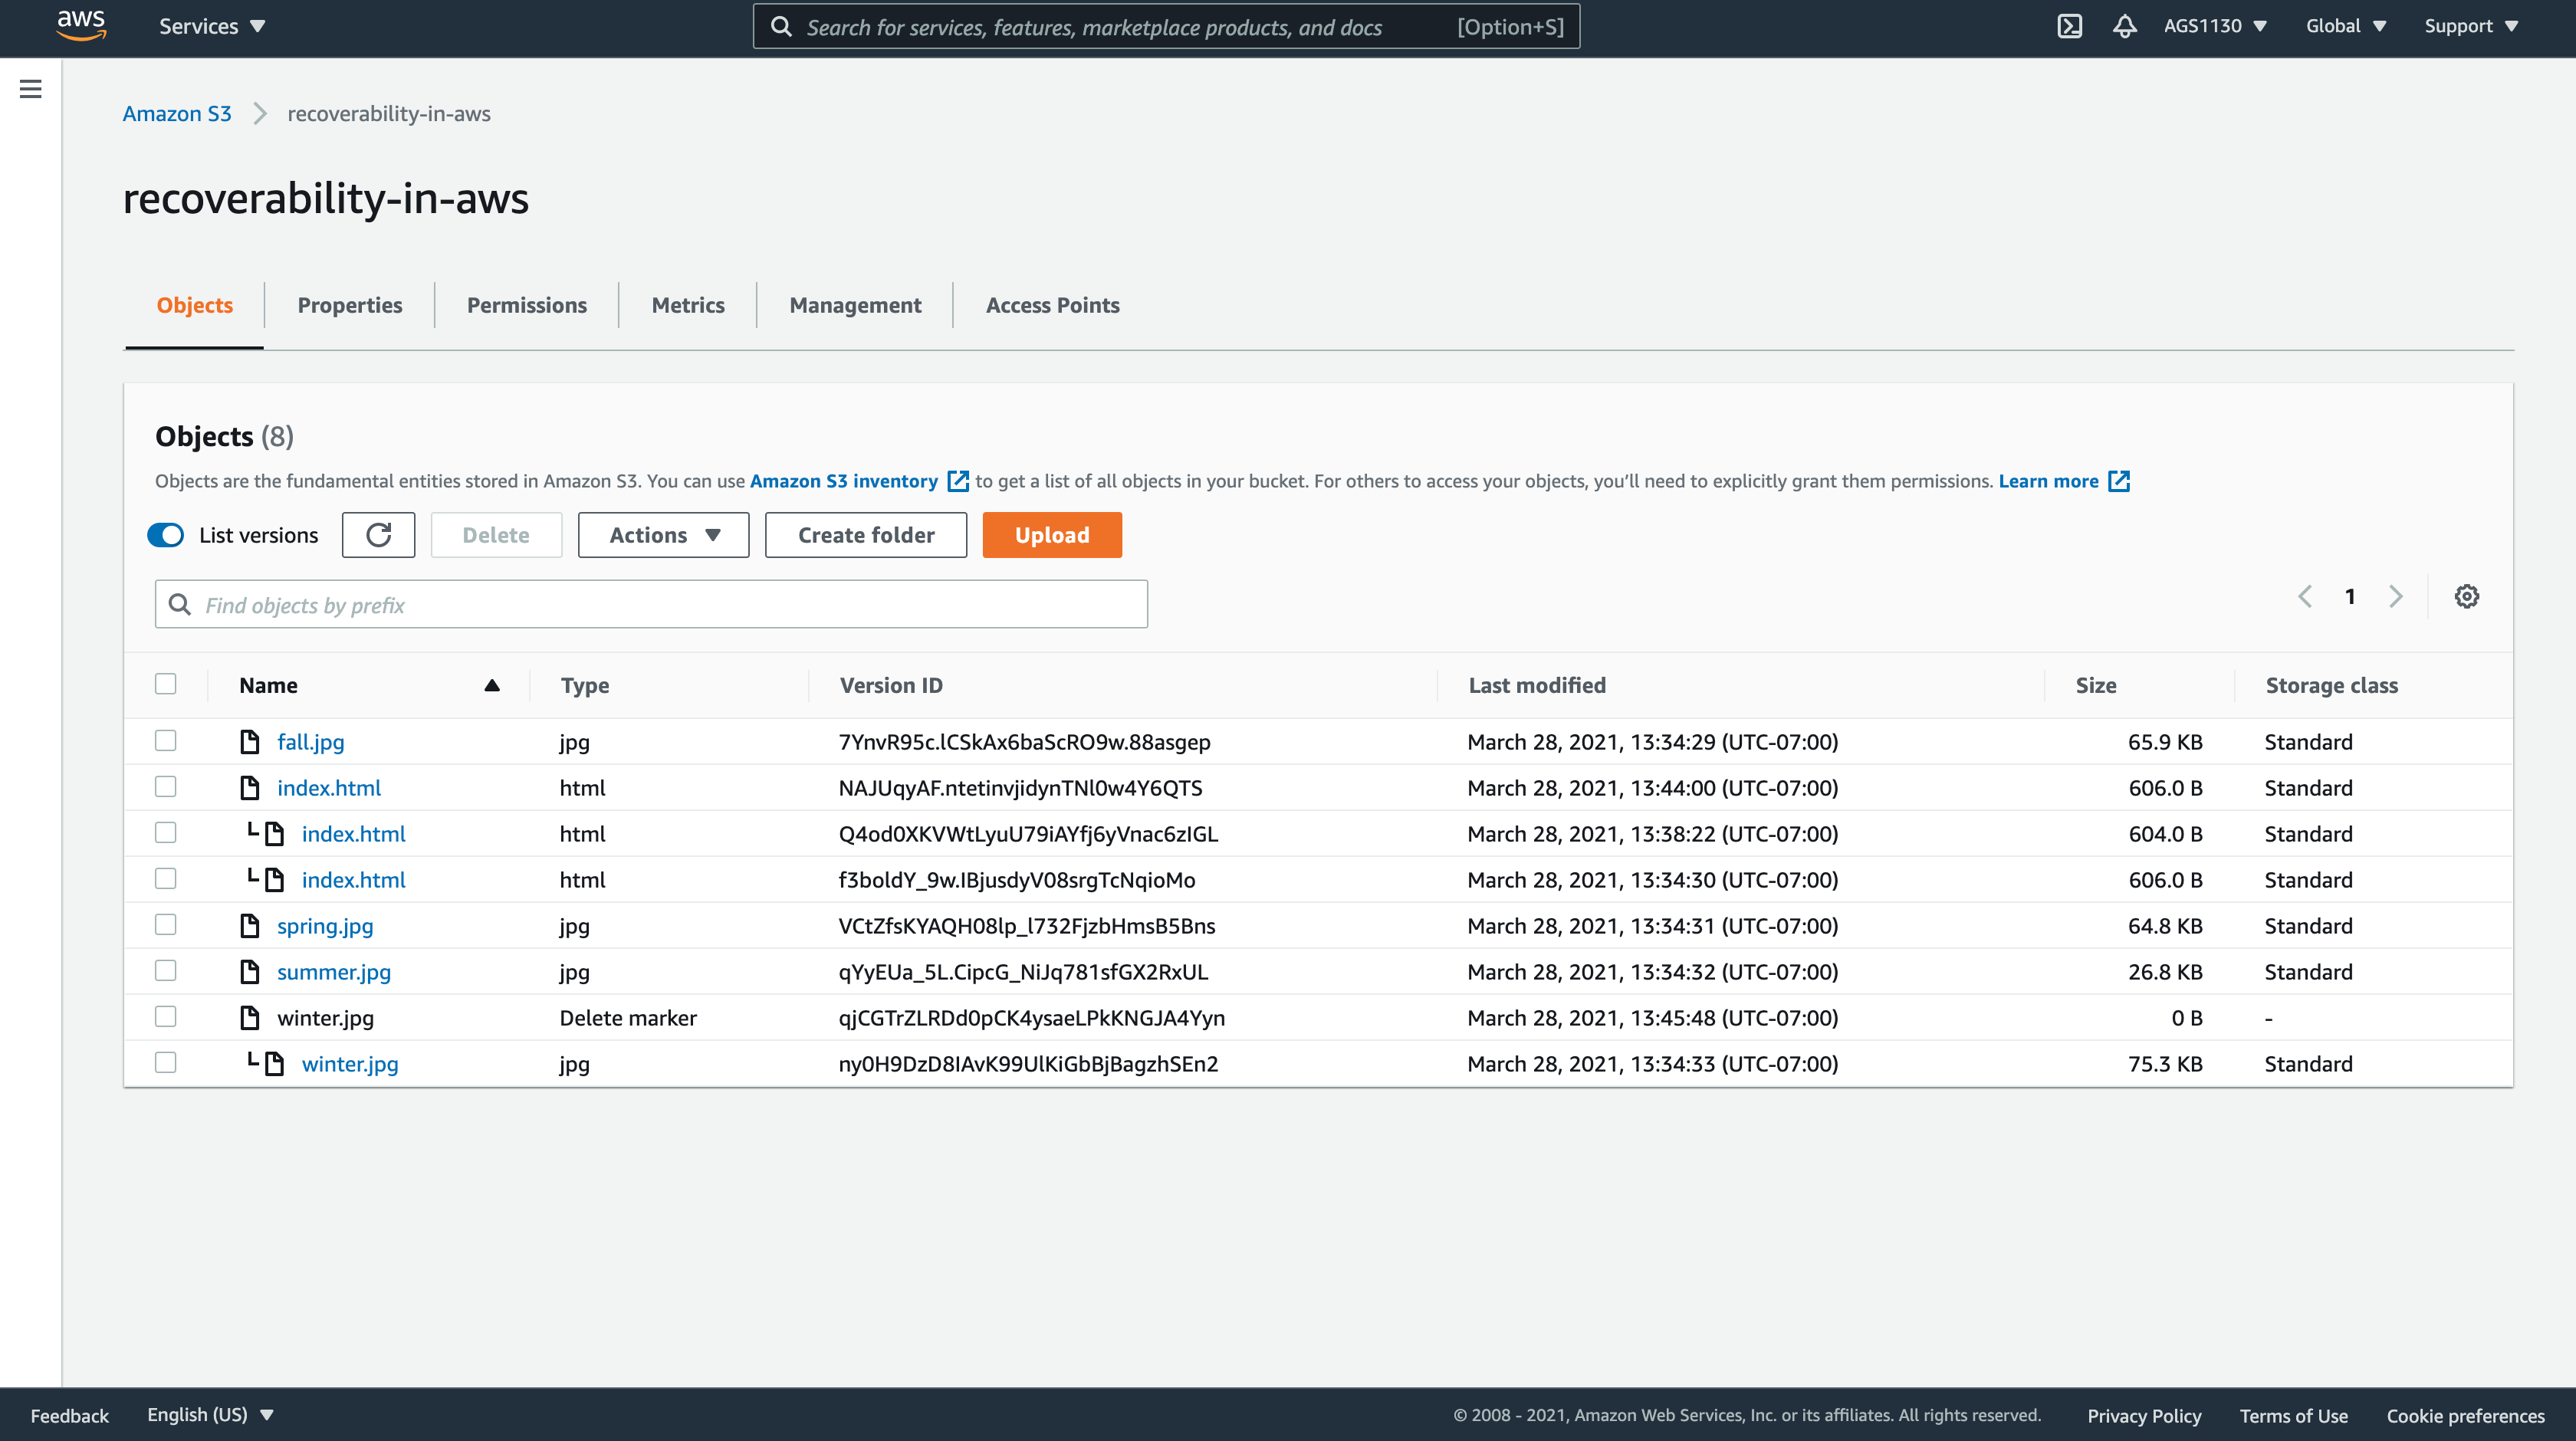 aws Services Search for services, features, marketplace products, and docs [Option+S] AGS1130 Global Support
Amazon S3 recoverability-in-aws
recoverability-in-aws
Objects Properties Permissions Metrics Management Access Points
Objects (8)
Objects are the fundamental entities stored in Amazon S3. You can use Amazon S3 inventory to get a list of all objects in your bucket. For others to access your objects, you'll need to explicitly grant them permissions. Learn more
List versions Delete Actions Create folder Upload
Find objects by prefix 1
Name Type Version ID Last modified Size Storage class
fall.jpg jpg 7YnvR95c.lCSkAx6baScRO9w.88asgep March 28, 2021, 13:34:29 (UTC-07:00) 65.9 KB Standard
index.html html NAJUqyAF.ntetinvjidynTNl0w4Y6QTS March 28, 2021, 13:44:00 (UTC-07:00) 606.0 B Standard
index.html html Q4od0XKVWtLyuU79iAYfj6yVnac6zIGL March 28, 2021, 13:38:22 (UTC-07:00) 604.0 B Standard
index.html html f3boldY_9w.IBjusdyV08srgTcNqioMo March 28, 2021, 13:34:30 (UTC-07:00) 606.0 B Standard
spring.jpg jpg VCtZfsKYAQH08lp_l732FjzbHmsB5Bns March 28, 2021, 13:34:31 (UTC-07:00) 64.8 KB Standard
summer.jpg jpg qYyEUa_5L.CipcG_NiJq781sfGX2RxUL March 28, 2021, 13:34:32 (UTC-07:00) 26.8 KB Standard
winter.jpg Delete marker qjCGTrZLRDd0pCK4ysaeLPkKNGJA4Yyn March 28, 2021, 13:45:48 (UTC-07:00) 0 B -
winter.jpg jpg ny0H9DzD8IAvK99UlKiGbBjBagzhSEn2 March 28, 2021, 13:34:33 (UTC-07:00) 75.3 KB Standard
Feedback English (US) © 2008 - 2021, Amazon Web Services, Inc. or its affiliates. All rights reserved. Privacy Policy Terms of Use Cookie preferences